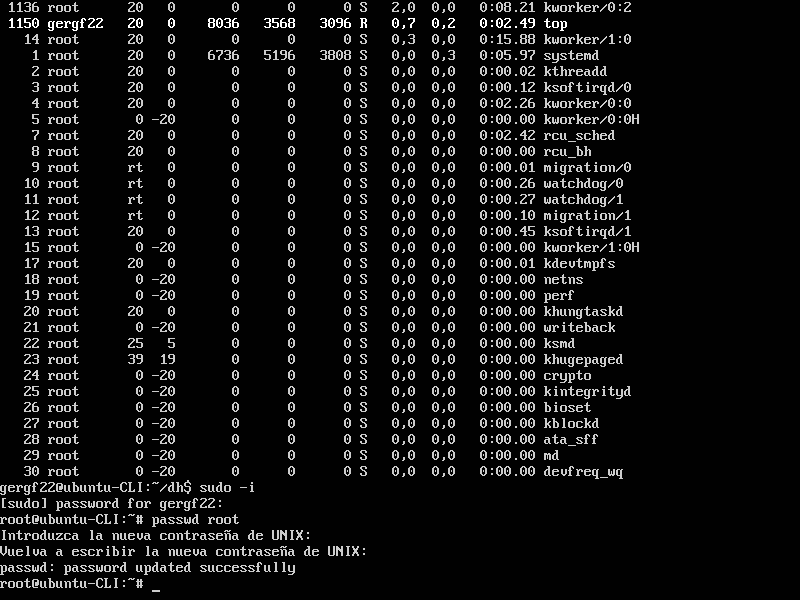 1136 root 20 0 0 0 0 S 2,0 0,0 0:08.21 kworker/0:2
1150 gergf22 20 0 8036 3568 3096 R 0,7 0,2 0:02.49 top
14 root 20 0 0 0 0 S 0,3 0,0 0:15.88 kworker/1:0
1 root 20 0 6736 5196 3808 S 0,0 0,3 0:05.97 systemd
2 root 20 0 0 0 0 S 0,0 0,0 0:00.02 kthreadd
3 root 20 0 0 0 0 S 0,0 0,0 0:00.12 ksoftirqd/0
4 root 20 0 0 0 0 S 0,0 0,0 0:02.26 kworker/0:0
5 root 0 -20 0 0 0 S 0,0 0,0 0:00.00 kworker/0:0H
7 root 20 0 0 0 0 S 0,0 0,0 0:02.42 rcu_sched
8 root 20 0 0 0 0 S 0,0 0,0 0:00.00 rcu_bh
9 root rt 0 0 0 0 S 0,0 0,0 0:00.01 migration/0
10 root rt 0 0 0 0 S 0,0 0,0 0:00.26 watchdog/0
11 root rt 0 0 0 0 S 0,0 0,0 0:00.27 watchdog/1
12 root rt 0 0 0 0 S 0,0 0,0 0:00.10 migration/1
13 root 20 0 0 0 0 S 0,0 0,0 0:00.45 ksoftirqd/1
15 root 0 -20 0 0 0 S 0,0 0,0 0:00.00 kworker/1:0H
17 root 20 0 0 0 0 S 0,0 0,0 0:00.01 kdevtmpfs
18 root 0 -20 0 0 0 S 0,0 0,0 0:00.00 netns
19 root 0 -20 0 0 0 S 0,0 0,0 0:00.00 perf
20 root 20 0 0 0 0 S 0,0 0,0 0:00.00 khungtaskd
21 root 0 -20 0 0 0 S 0,0 0,0 0:00.00 writeback
22 root 25 5 0 0 0 S 0,0 0,0 0:00.00 ksmd
23 root 39 19 0 0 0 S 0,0 0,0 0:00.00 khugepaged
24 root 0 -20 0 0 0 S 0,0 0,0 0:00.00 crypto
25 root 0 -20 0 0 0 S 0,0 0,0 0:00.00 kintegrityd
26 root 0 -20 0 0 0 S 0,0 0,0 0:00.00 bioset
27 root 0 -20 0 0 0 S 0,0 0,0 0:00.00 kblockd
28 root 0 -20 0 0 0 S 0,0 0,0 0:00.00 ata_sff
29 root 0 -20 0 0 0 S 0,0 0,0 0:00.00 md
30 root 0 -20 0 0 0 S 0,0 0,0 0:00.00 devfreq_wq
gergf22@ubuntu-CLI:~/dh$ sudo -i
[sudo] password for gergf22:
root@ubuntu-CLI:~# passwd root
Introduzca la nueva contraseña de UNIX:
Vuelva a escribir la nueva contraseña de UNIX:
passwd: password updated successfully
root@ubuntu-CLI:~# _